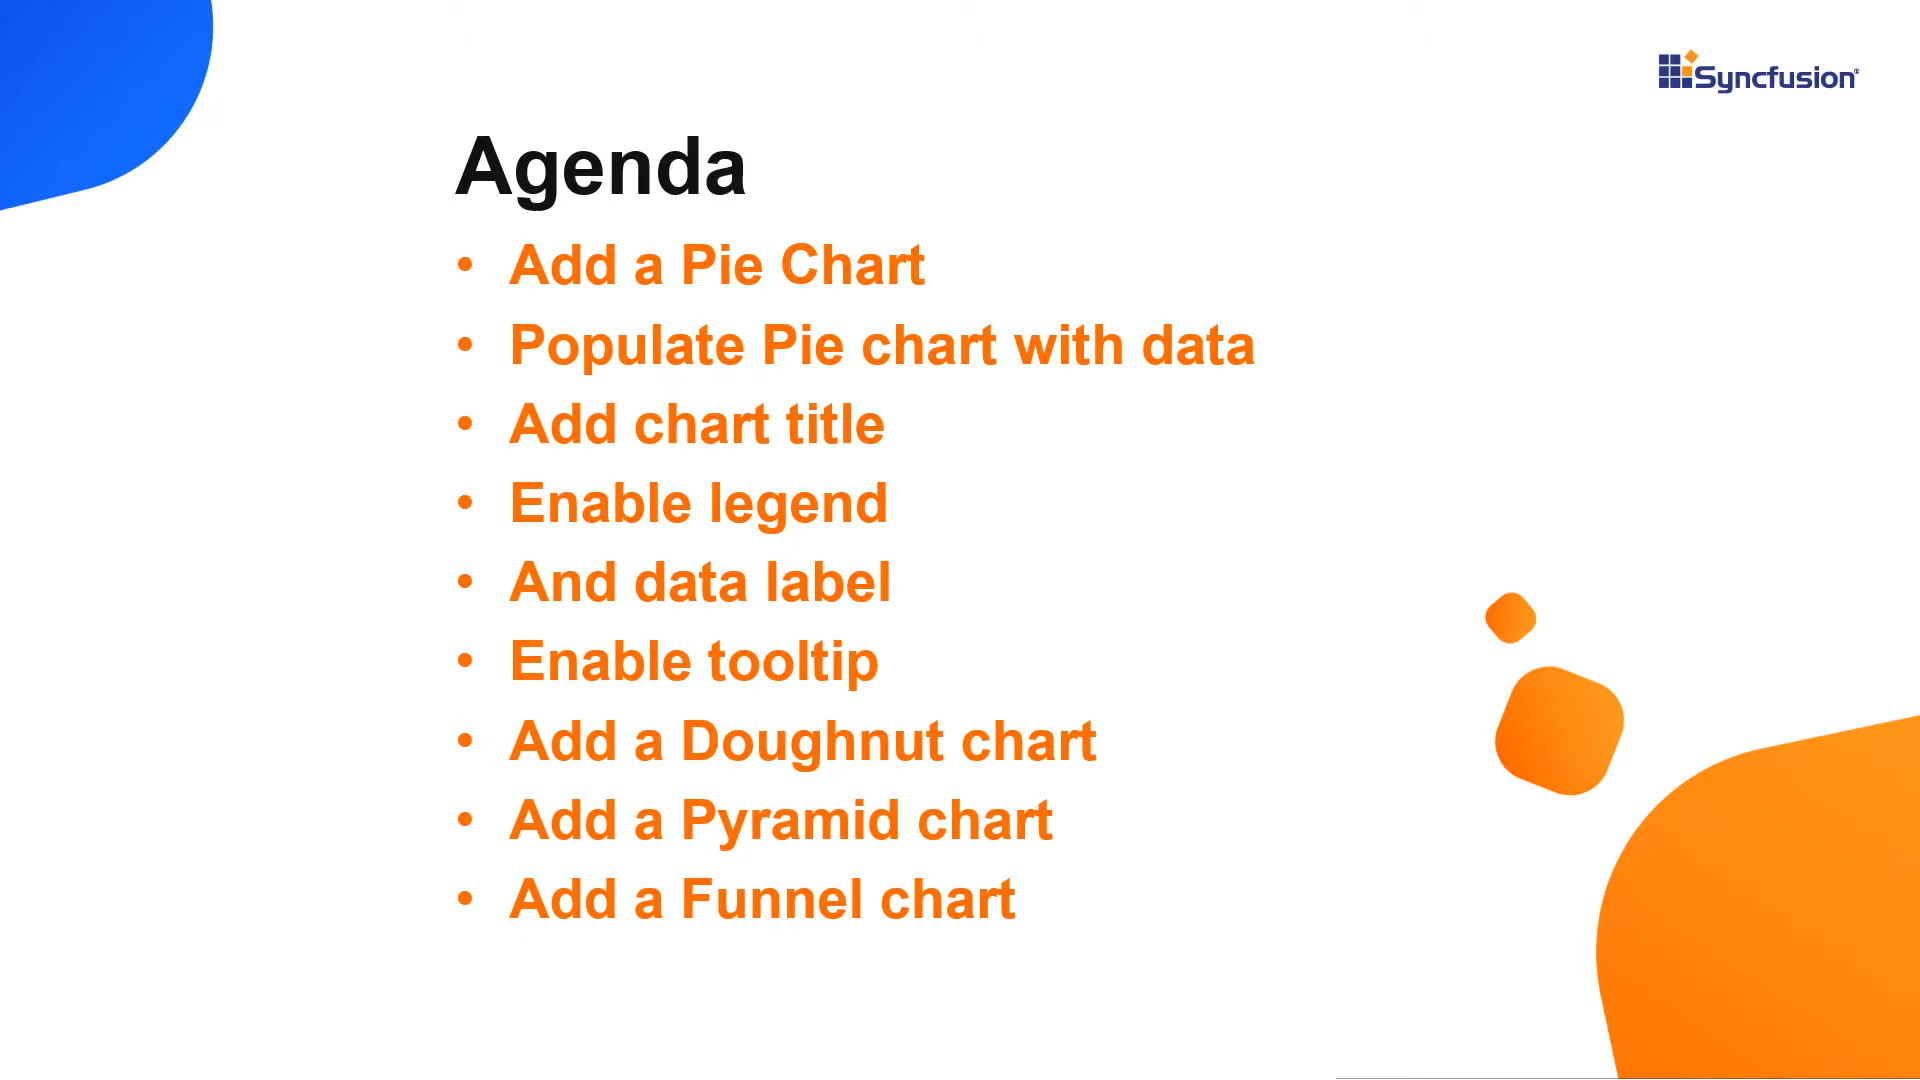 Syncfusion®
Agenda
• Add a Pie Chart
• Populate Pie chart with data
• Add chart title
• Enable legend
• And data label
• Enable tooltip
• Add a Doughnut chart
• Add a Pyramid chart
• Add a Funnel chart